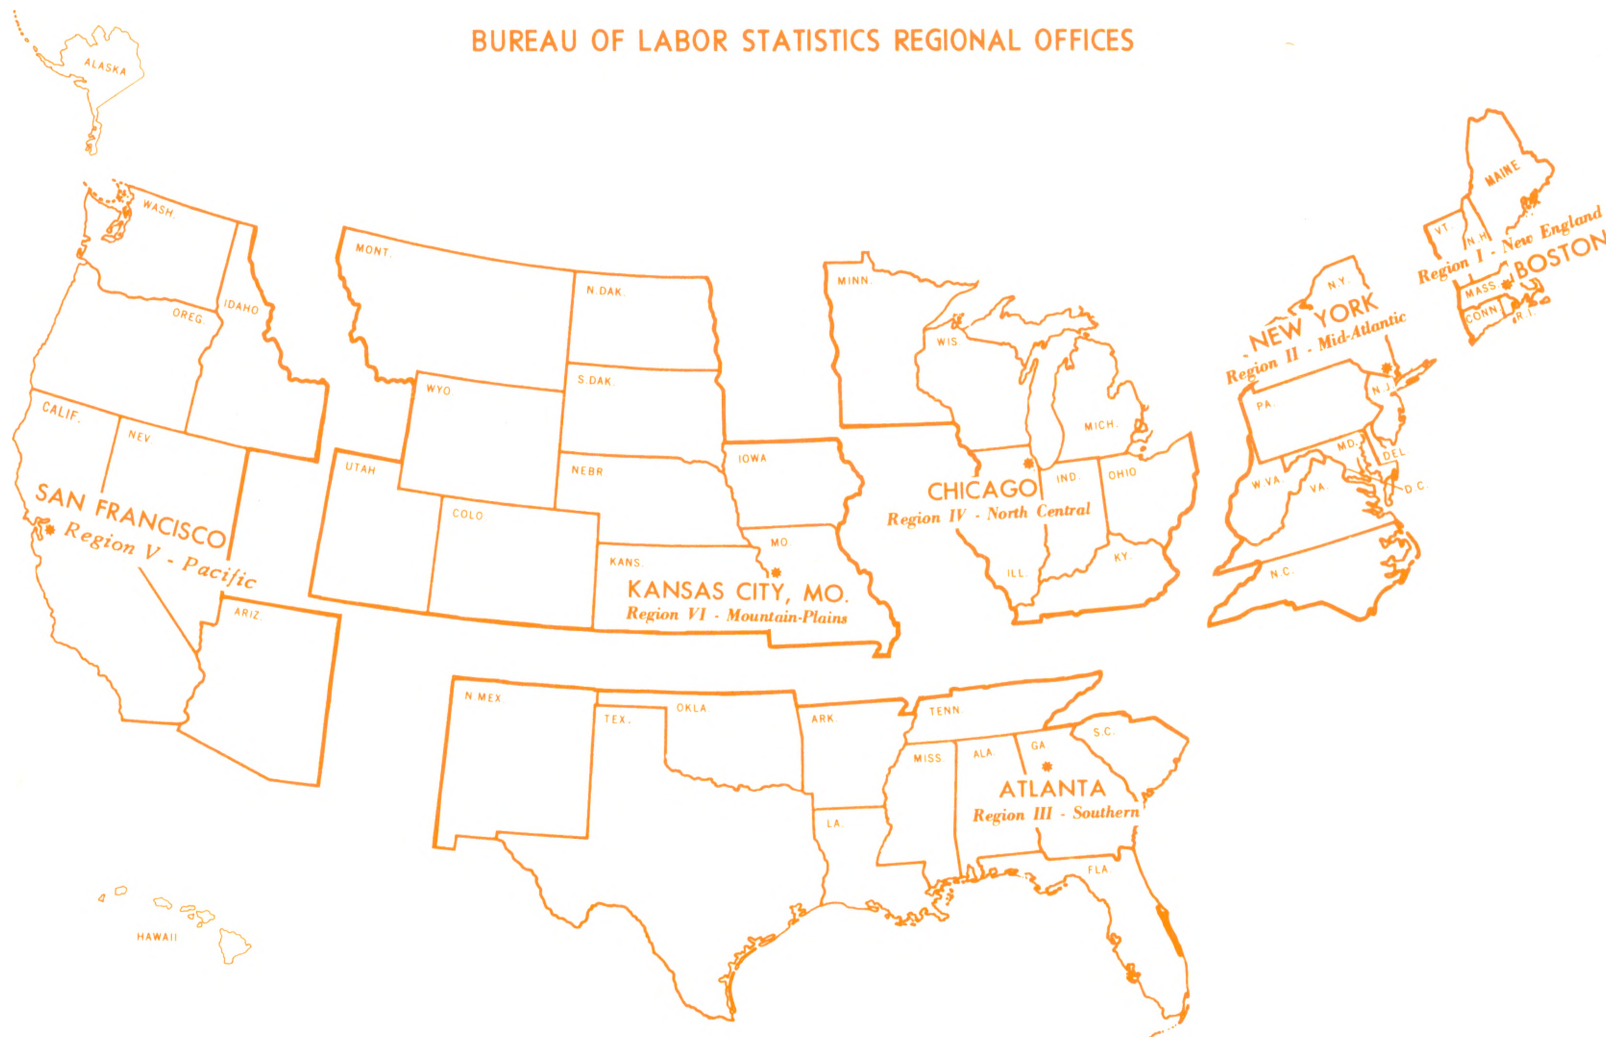 BUREAU OF LABOR STATISTICS REGIONAL OFFICES
ALASKA
WASH.
OREG.
IDAHO
CALIF.
NEV.
SAN FRANCISCO
Region V - Pacific
ARIZ.
HAWAII
MONT.
N.DAK.
S.DAK.
WYO
NEBR
UTAH
COLO
KANS.
IOWA
MO
KANSAS CITY, MO.
Region VI - Mountain-Plains
MINN.
WIS.
MICH.
CHICAGO
Region IV - North Central
IND.
OHIO
ILL.
KY.
N MEX
TEX.
OKLA.
ARK.
LA.
TENN.
MISS
ALA.
GA.
S.C.
ATLANTA
Region III - Southern
FLA
N.Y.
NEW YORK
Region II - Mid-Atlantic
PA.
N.J.
MD.
DEL
D.C.
W.VA.
VA.
N.C.
MAINE
VT.
N.H.
Region I - New England
BOSTON
MASS.
CONN.
R.I.